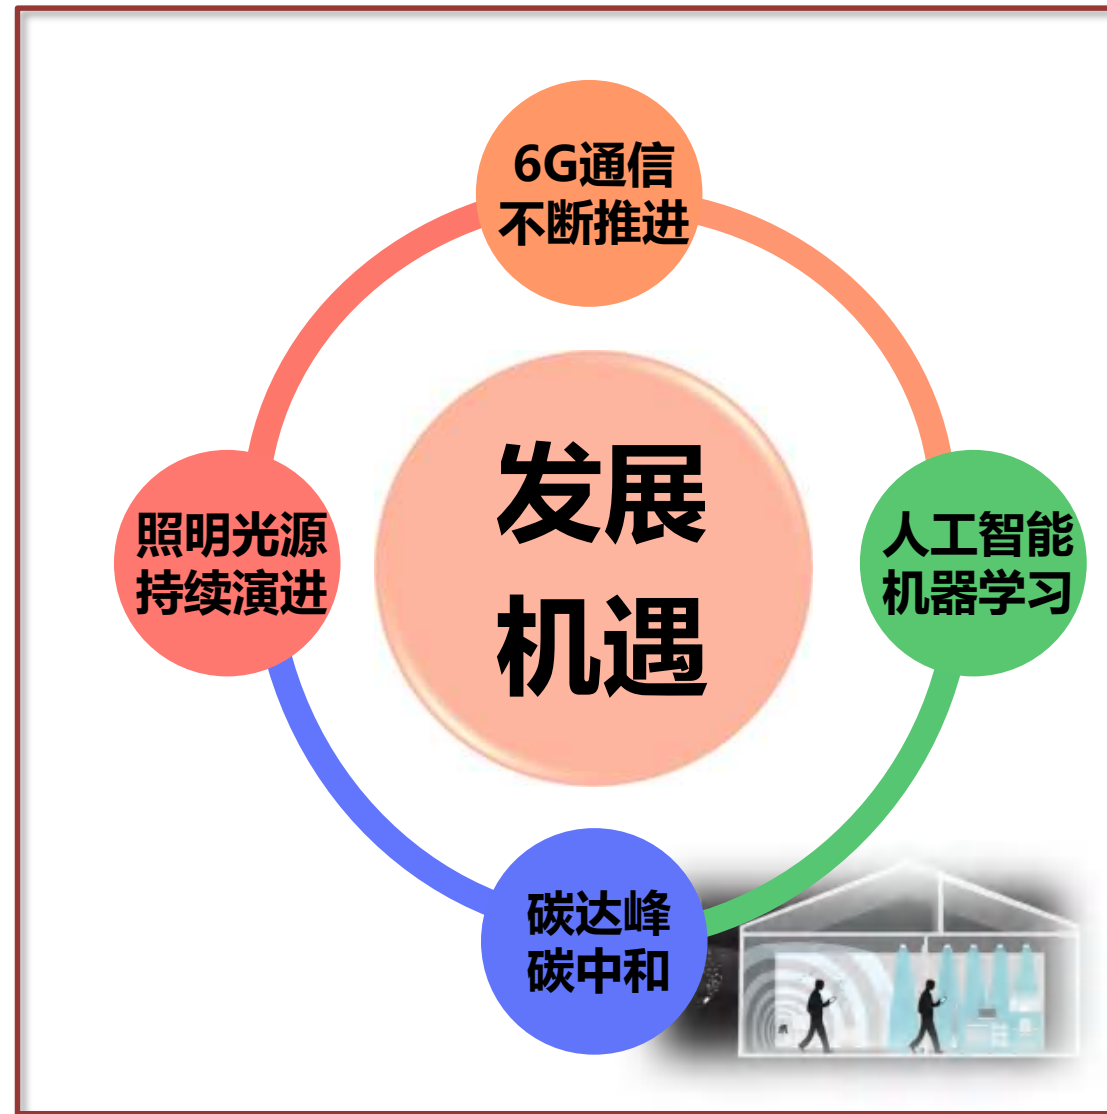 6G通信
不断推进
发展
机遇
照明光源
持续演进
人工智能
机器学习
碳达峰
碳中和